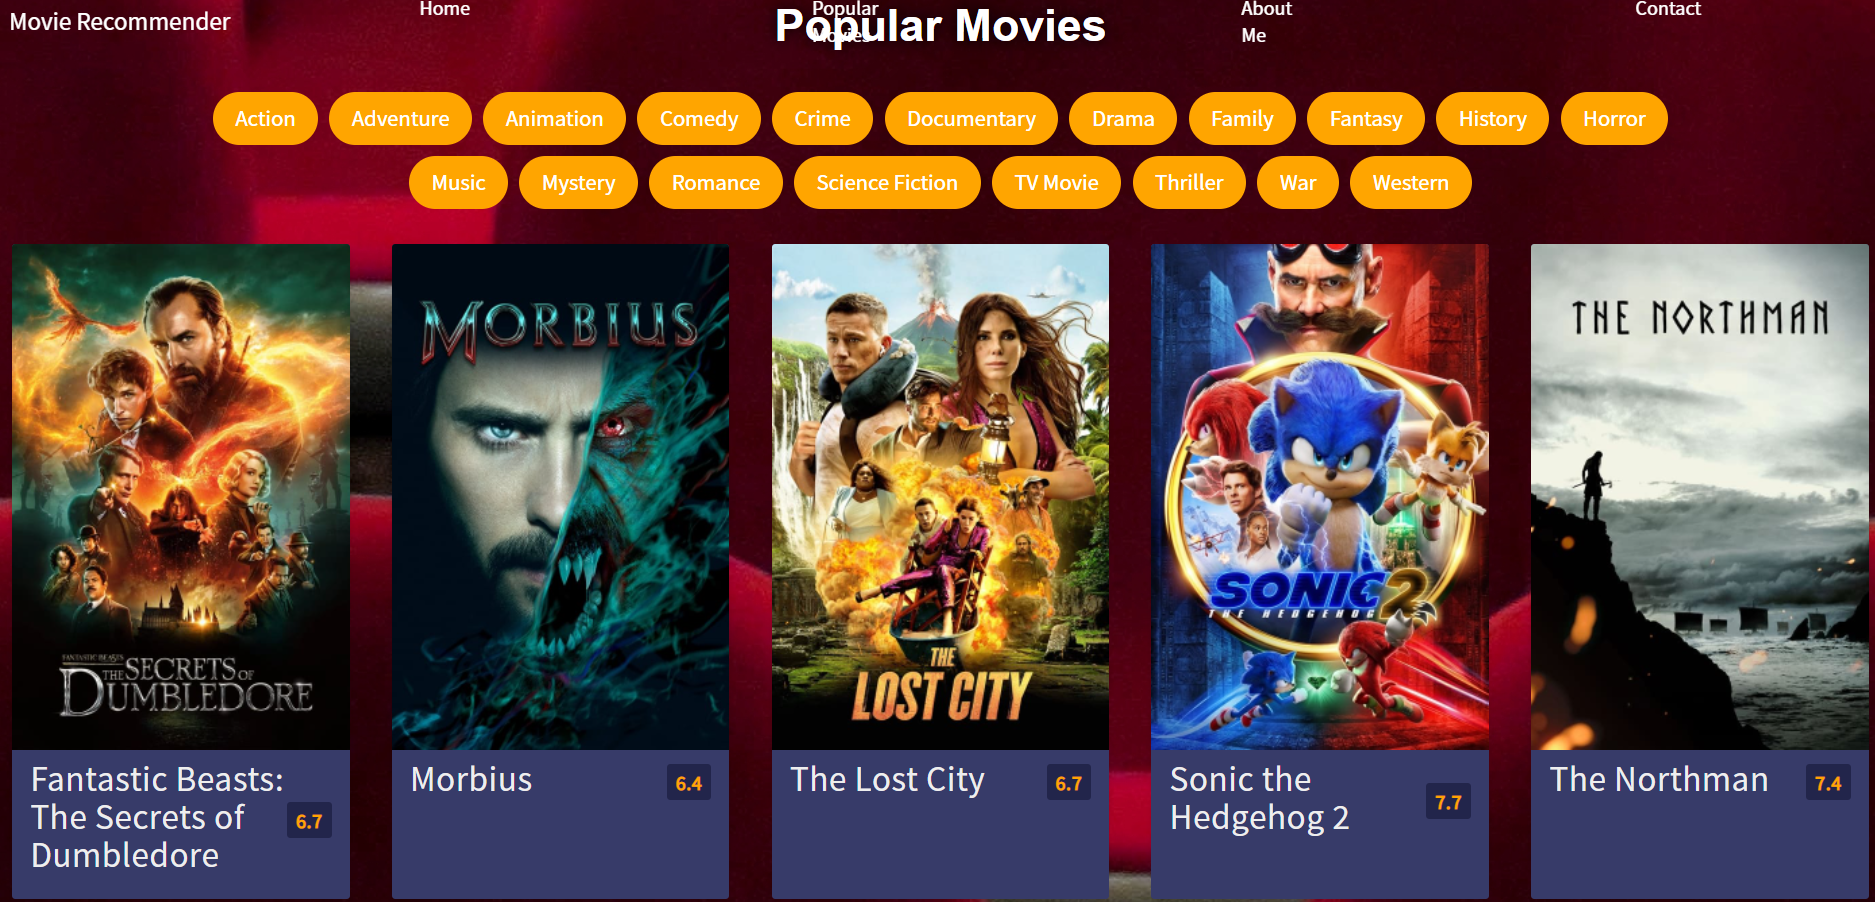 Movie Recommender
Home
Popular
Movies
About
Me
Contact
Popular Movies
Action Adventure Animation Comedy Crime Documentary Drama Family Fantasy History Horror
Music Mystery Romance Science Fiction TV Movie Thriller War Western
FANTASTIC BEASTS
THE SECRETS OF
DUMBLEDORE
MORBIUS
THE
LOST CITY
SONIC 2
THE HEDGEHOG
THE NORTHMAN
Fantastic Beasts:
The Secrets of
Dumbledore
6.7
Morbius
6.4
The Lost City
6.7
Sonic the
Hedgehog 2
7.7
The Northman
7.4